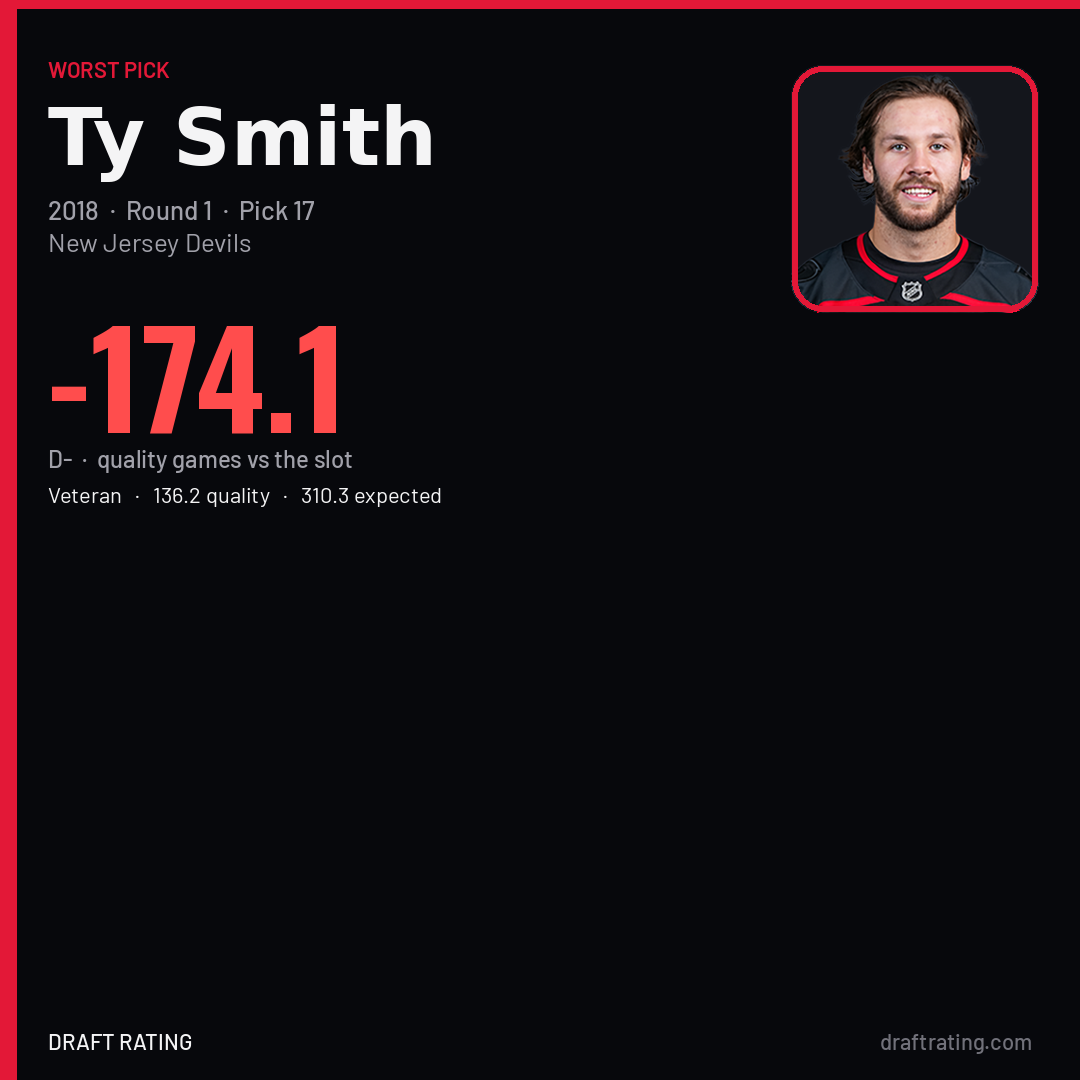 WORST PICK
Ty Smith
2018 · Round 1 · Pick 17
New Jersey Devils
-174.1
D- · quality games vs the slot
Veteran · 136.2 quality · 310.3 expected
DRAFT RATING
draftrating.com